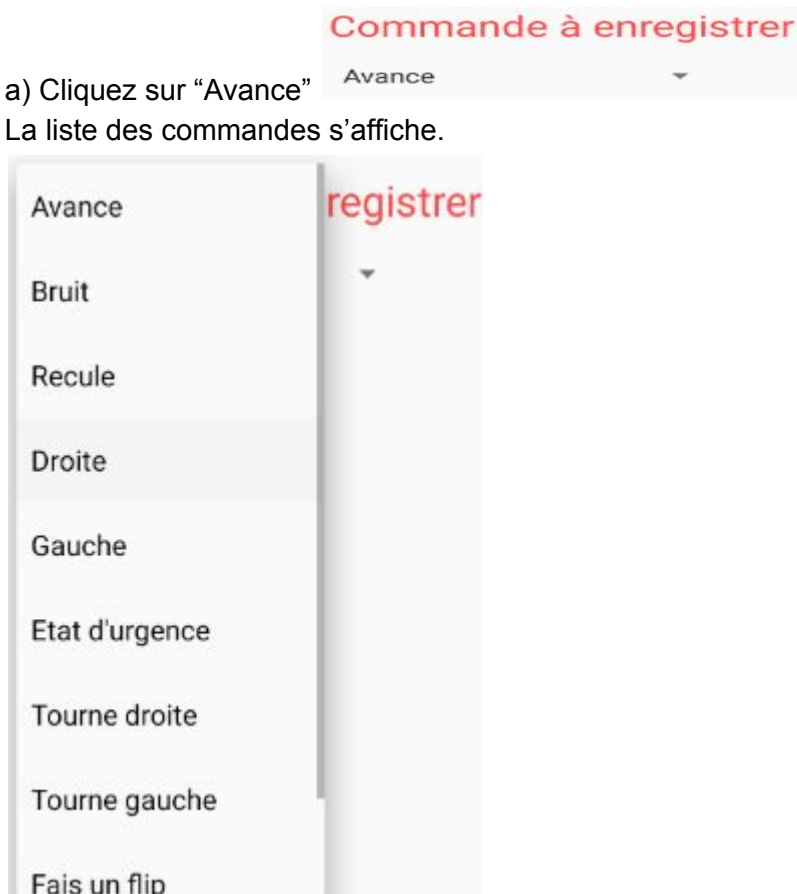 Commande à enregistrer
a) Cliquez sur “Avance” Avance
La liste des commandes s’affiche.
Avance
registrer
Bruit
Recule
Droite
Gauche
Etat d'urgence
Tourne droite
Tourne gauche
Fais un flip